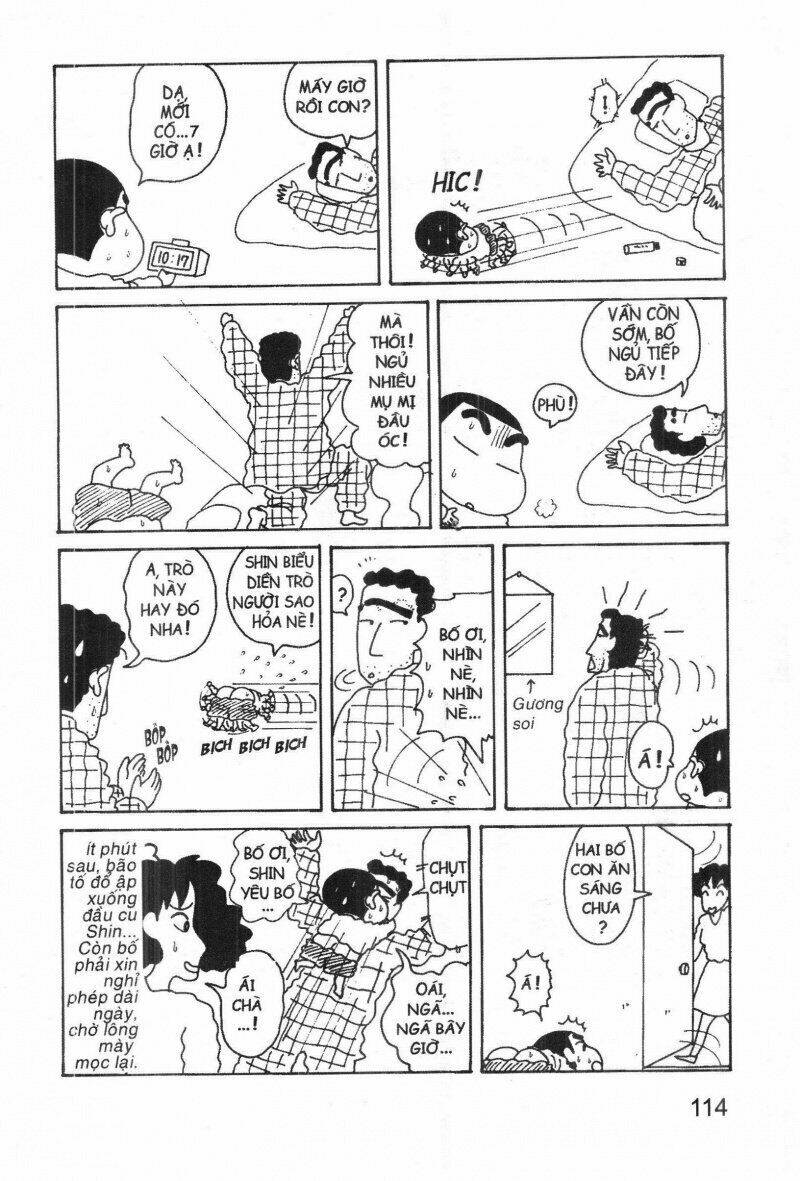 !
HIC!
MẤY GIỜ
RỒI CON?
DẠ,
MỚI
CÓ...7
GIỜ Ạ!
10:17
VẪN CÒN
SỚM, BỐ
NGỦ TIẾP
ĐÂY!
PHÙ!
MÀ
THÔI!
NGỦ
NHIỀU
MỤ MỊ
ĐẦU
ÓC!
Gương
soi
Á!
?
BỐ ƠI,
NHÌN
NÈ,
NHÌN
NÈ...
SHIN BIỂU
DIỄN TRÒ
NGƯỜI SAO
HỎA NÈ!
BỊCH BỊCH BỊCH
A, TRÒ
NÀY
HAY ĐÓ
NHA!
BỐP
BỐP
HAI BỐ
CON ĂN
SÁNG
CHƯA
?
Á!
CHỤT
CHỤT
BỐ ƠI,
SHIN
YÊU BỐ
...
OÁI,
NGÃ...
NGÃ BÂY
GIỜ...
ÁI
CHÀ
...!
ít phút
sau, bão
tố đổ ập
xuống
đầu cu
Shin...
Còn bố
phải xin
nghỉ
phép dài
ngày,
chờ lông
mày
mọc lại.
114